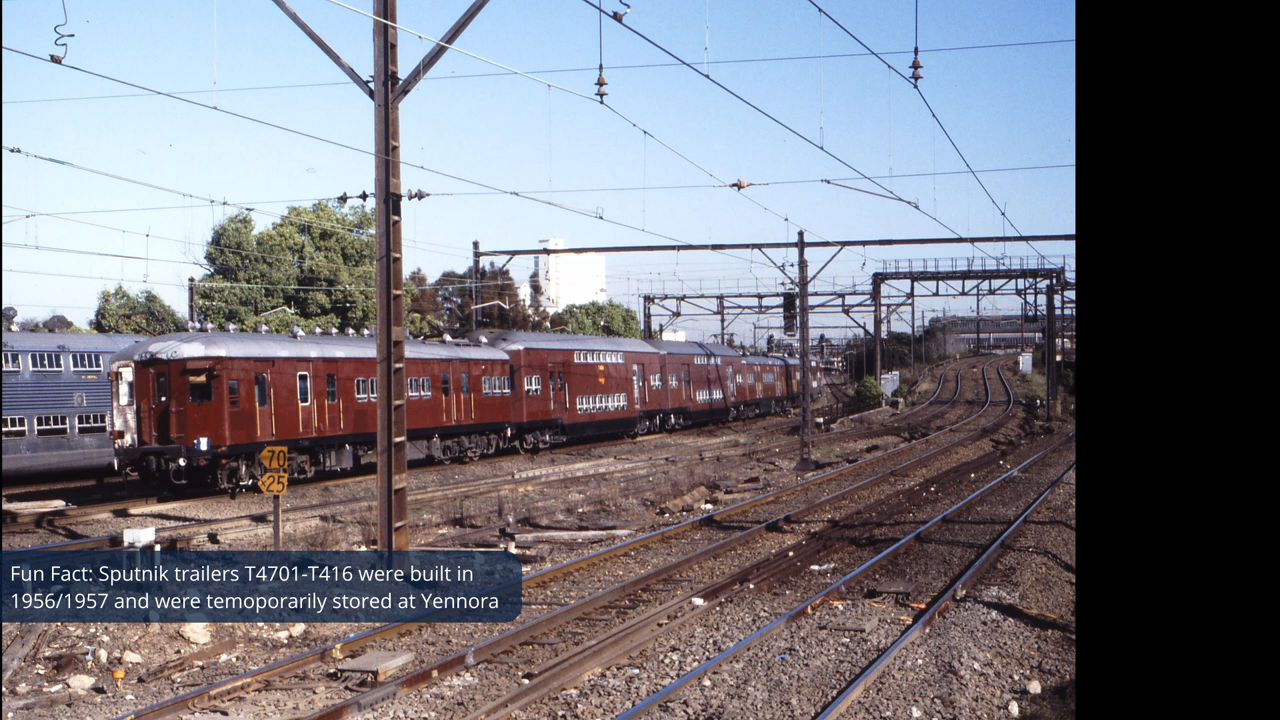 70
25
Fun Fact: Sputnik trailers T4701-T416 were built in
1956/1957 and were temoporarily stored at Yennora